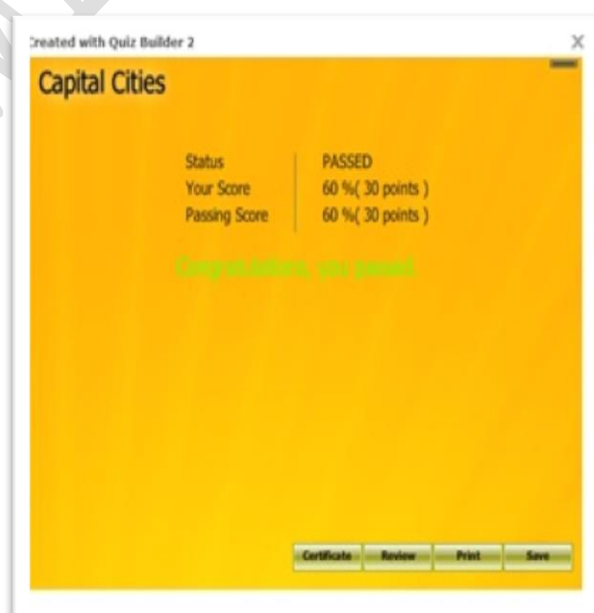 Created with Quiz Builder 2
Capital Cities
Status PASSED
Your Score 60 %( 30 points )
Passing Score 60 %( 30 points )
Congratulations, you passed
Certificate Review Print Save